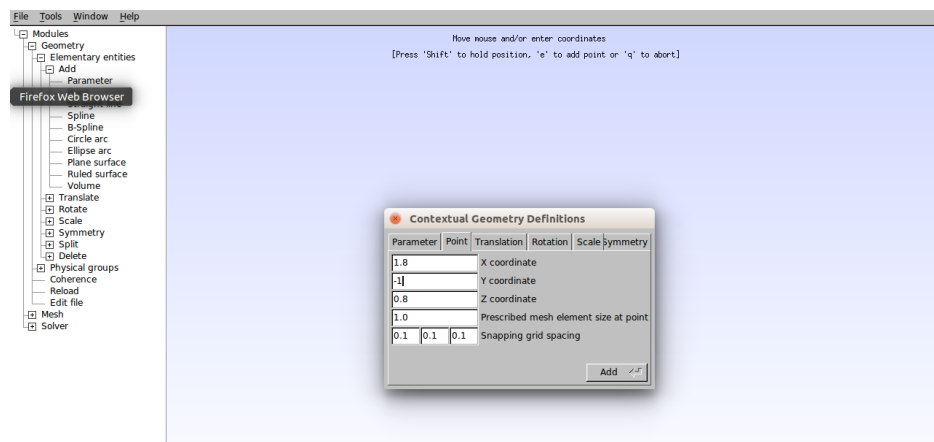 File Tools Window Help
Modules
Geometry
Elementary entities
Add
Parameter
Firefox Web Browser
Spline
B-Spline
Circle arc
Ellipse arc
Plane surface
Ruled surface
Volume
Translate
Rotate
Scale
Symmetry
Split
Delete
Physical groups
Coherence
Reload
Edit file
Mesh
Solver
Move mouse and/or enter coordinates
[Press 'Shift' to hold position, 'e' to add point or 'q' to abort]
Contextual Geometry Definitions
Parameter Point Translation Rotation Scale Symmetry
1.8 X coordinate
-1 Y coordinate
0.8 Z coordinate
1.0 Prescribed mesh element size at point
0.1 0.1 0.1 Snapping grid spacing
Add